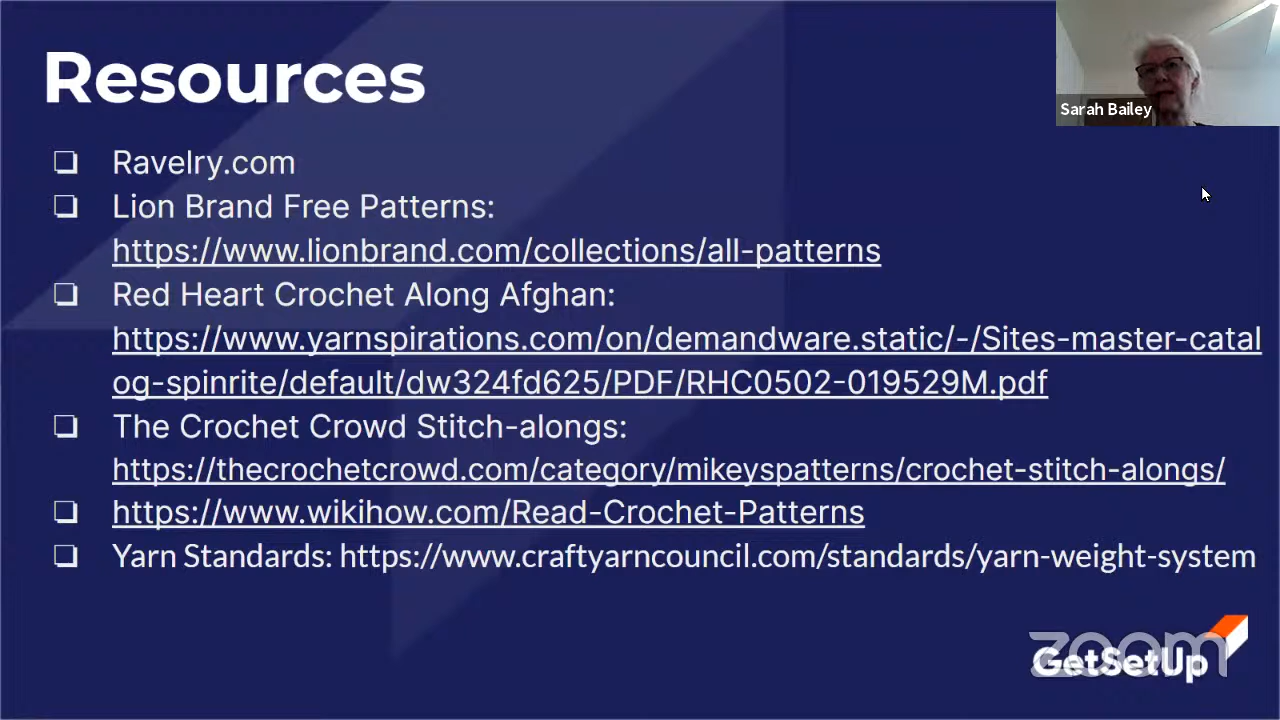 Resources
Sarah Bailey
❏ Ravelry.com
❏ Lion Brand Free Patterns:
https://www.lionbrand.com/collections/all-patterns
❏ Red Heart Crochet Along Afghan:
https://www.yarnspirations.com/on/demandware.static/-/Sites-master-catal
og-spinrite/default/dw324fd625/PDF/RHC0502-019529M.pdf
❏ The Crochet Crowd Stitch-alongs:
https://thecrochetcrowd.com/category/mikeyspatterns/crochet-stitch-alongs/
❏ https://www.wikihow.com/Read-Crochet-Patterns
❏ Yarn Standards: https://www.craftyarncouncil.com/standards/yarn-weight-system
zoom
GetSetUp